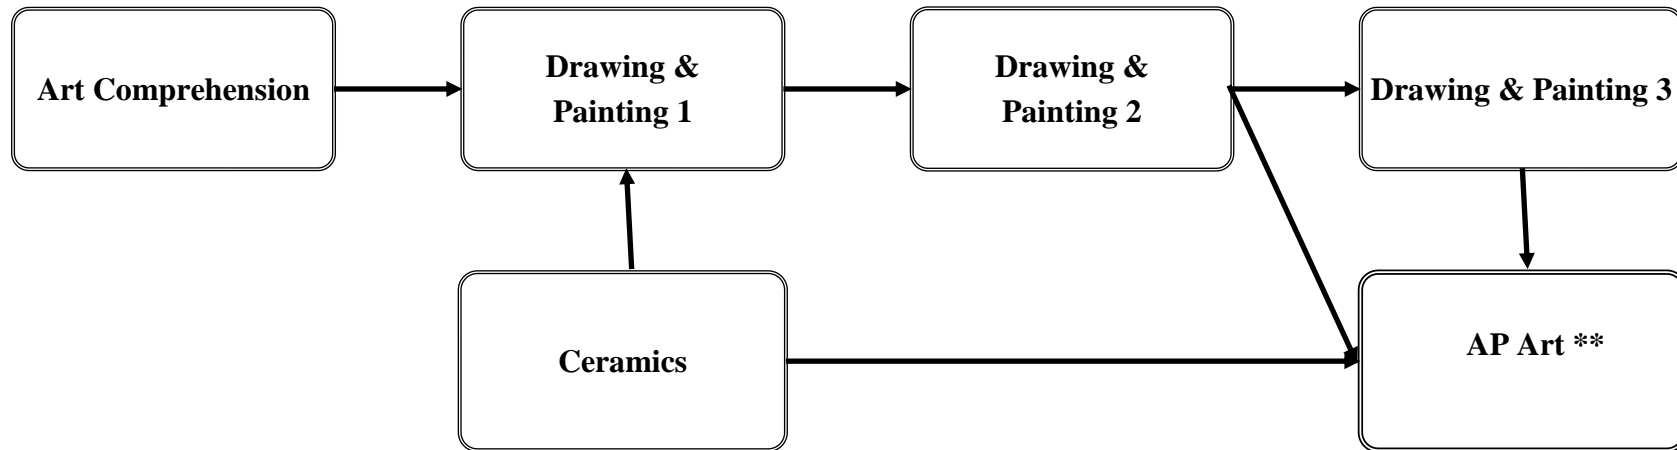 Art Comprehension
Drawing &
Painting 1
Drawing &
Painting 2
Drawing & Painting 3
Ceramics
AP Art **